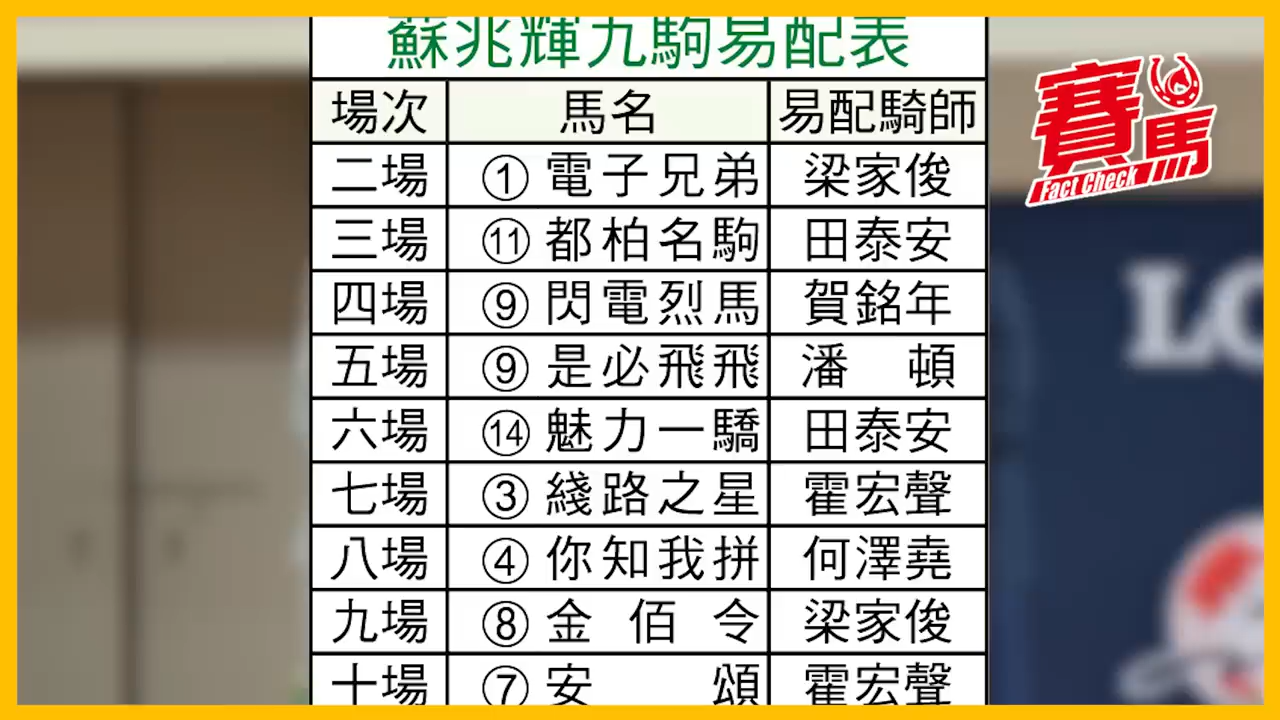 蘇兆輝九駒易配表
場次 馬名 易配騎師
二場 ①電子兄弟 梁家俊
三場 ⑪都柏名駒 田泰安
四場 ⑨閃電烈馬 賀銘年
五場 ⑨是必飛飛 潘頓
六場 ⑭魅力一驕 田泰安
七場 ③綫路之星 霍宏聲
八場 ④你知我拼 何澤堯
九場 ⑧金佰令 梁家俊
十場 ⑦安頌 霍宏聲
賽馬
Fact Check
LO